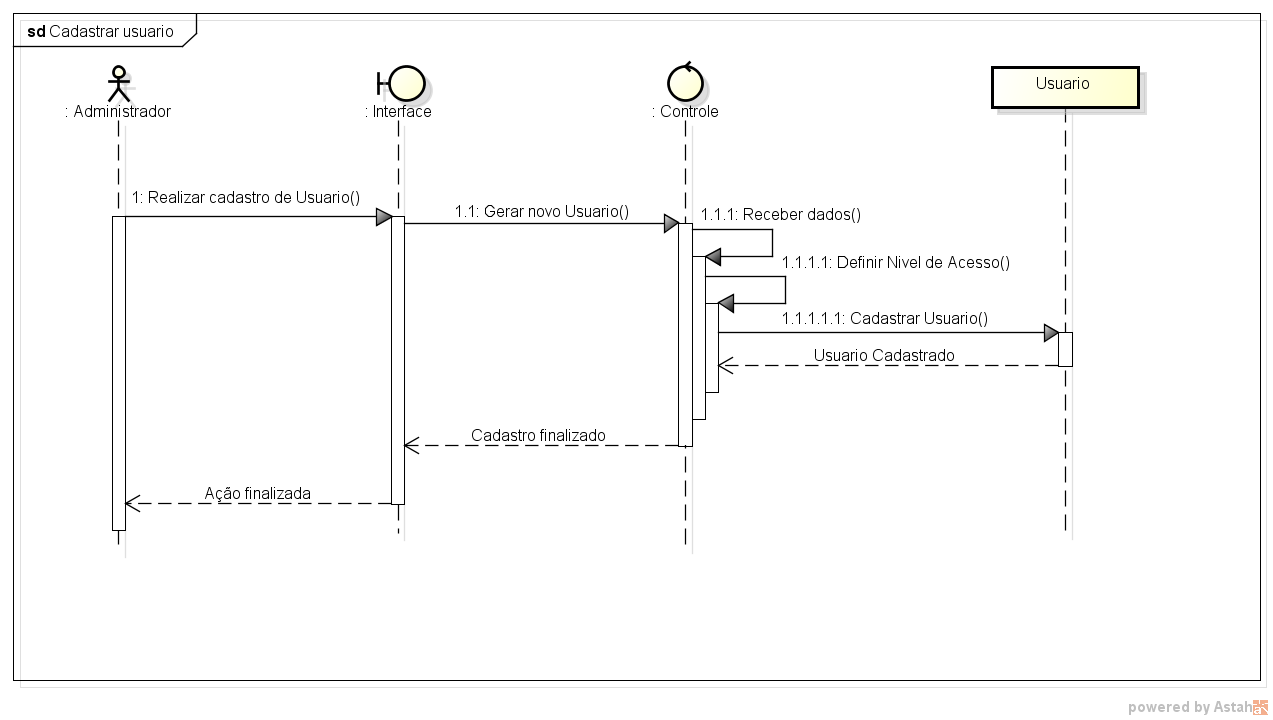 sd Cadastrar usuario
: Administrador
: Interface
: Controle
Usuario
1: Realizar cadastro de Usuario()
1.1: Gerar novo Usuario()
1.1.1: Receber dados()
1.1.1.1: Definir Nivel de Acesso()
1.1.1.1.1: Cadastrar Usuario()
Usuario Cadastrado
Cadastro finalizado
Ação finalizada
powered by Astah